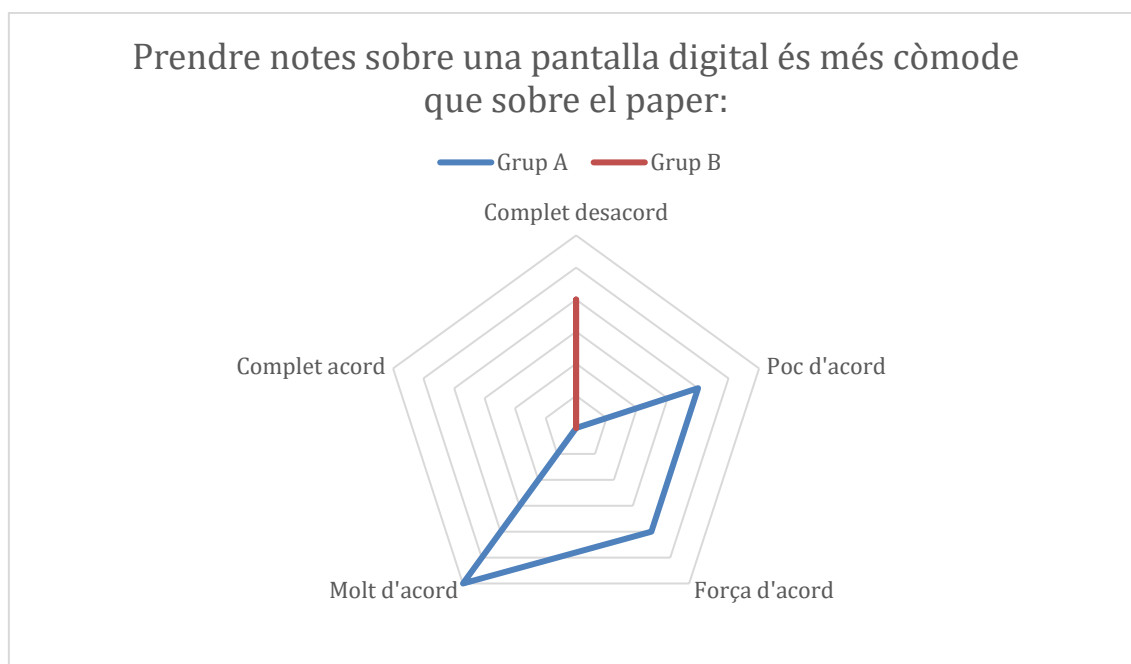 Prendre notes sobre una pantalla digital és més còmode
que sobre el paper:
Grup A
Grup B
Complet desacord
Complet acord
Poc d'acord
Molt d'acord
Força d'acord